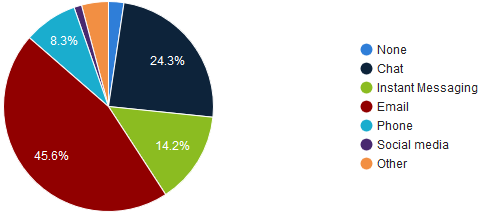 8.3%
24.3%
14.2%
45.6%
None
Chat
Instant Messaging
Email
Phone
Social media
Other